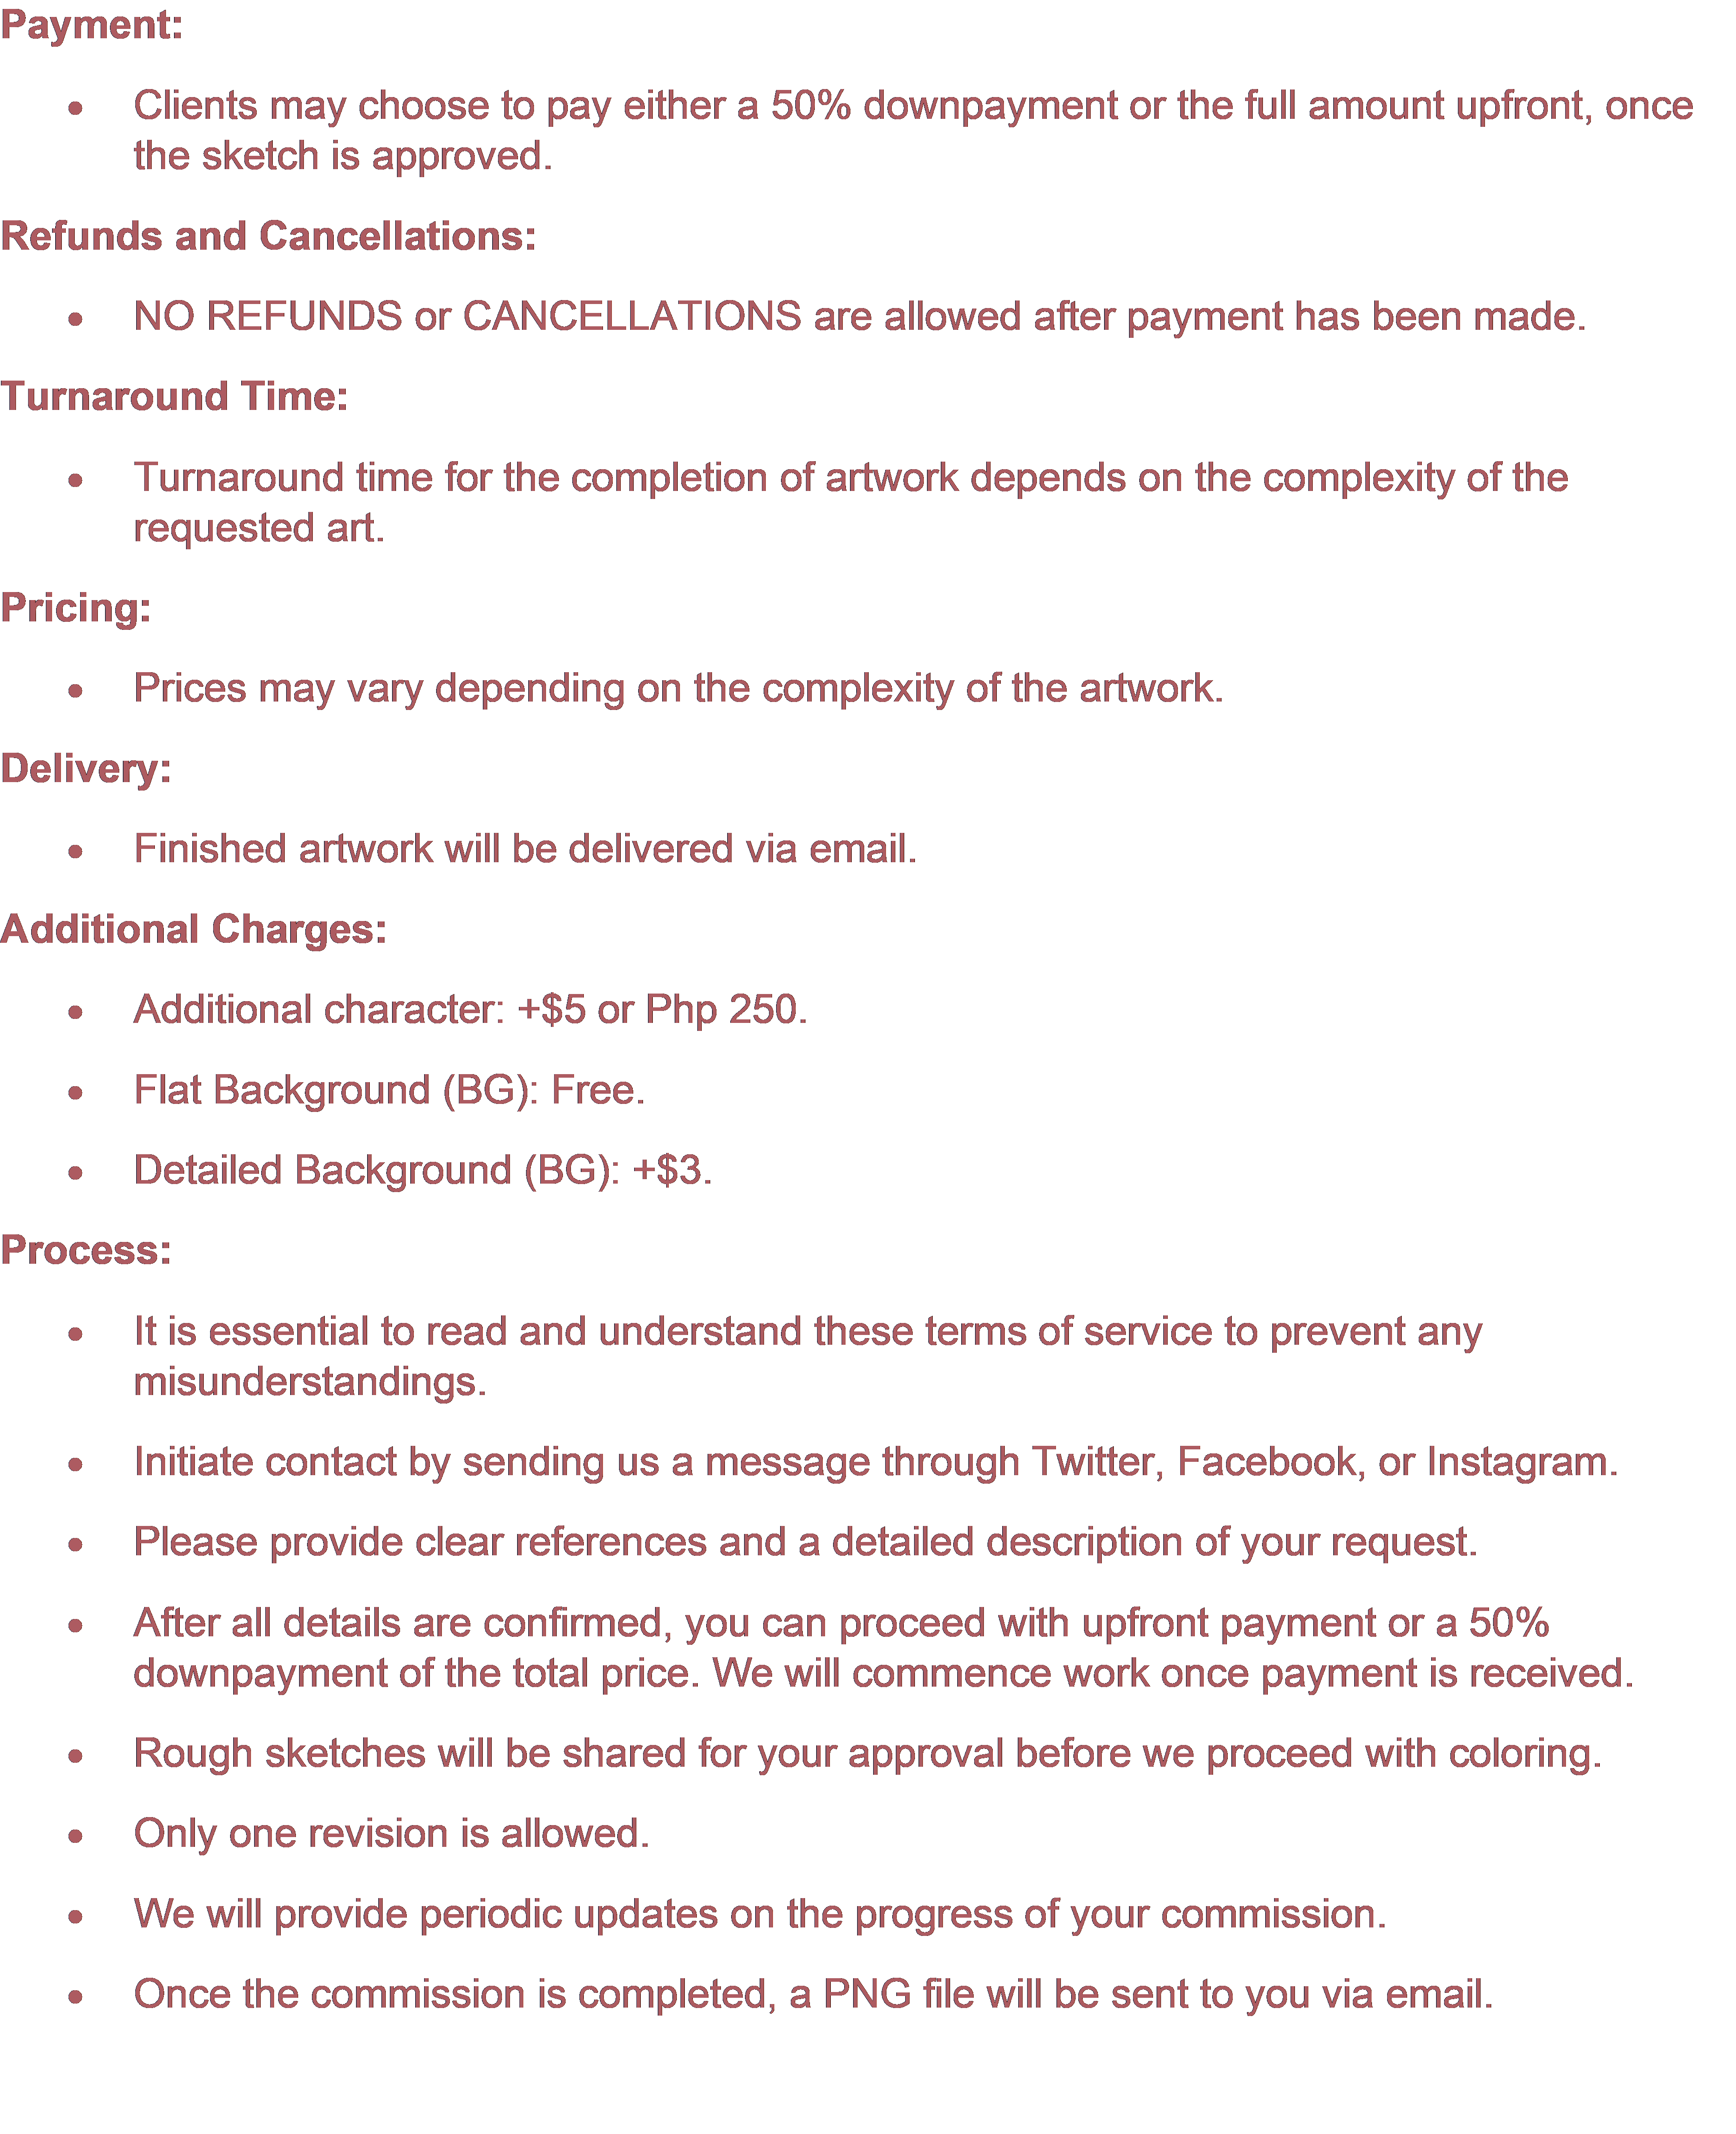 Payment:
• Clients may choose to pay either a 50% downpayment or the full amount upfront, once
the sketch is approved.
Refunds and Cancellations:
• NO REFUNDS or CANCELLATIONS are allowed after payment has been made.
Turnaround Time:
• Turnaround time for the completion of artwork depends on the complexity of the
requested art.
Pricing:
• Prices may vary depending on the complexity of the artwork.
Delivery:
• Finished artwork will be delivered via email.
Additional Charges:
• Additional character: +$5 or Php 250.
• Flat Background (BG): Free.
• Detailed Background (BG): +$3.
Process:
• It is essential to read and understand these terms of service to prevent any
misunderstandings.
• Initiate contact by sending us a message through Twitter, Facebook, or Instagram.
• Please provide clear references and a detailed description of your request.
• After all details are confirmed, you can proceed with upfront payment or a 50%
downpayment of the total price. We will commence work once payment is received.
• Rough sketches will be shared for your approval before we proceed with coloring.
• Only one revision is allowed.
• We will provide periodic updates on the progress of your commission.
• Once the commission is completed, a PNG file will be sent to you via email.